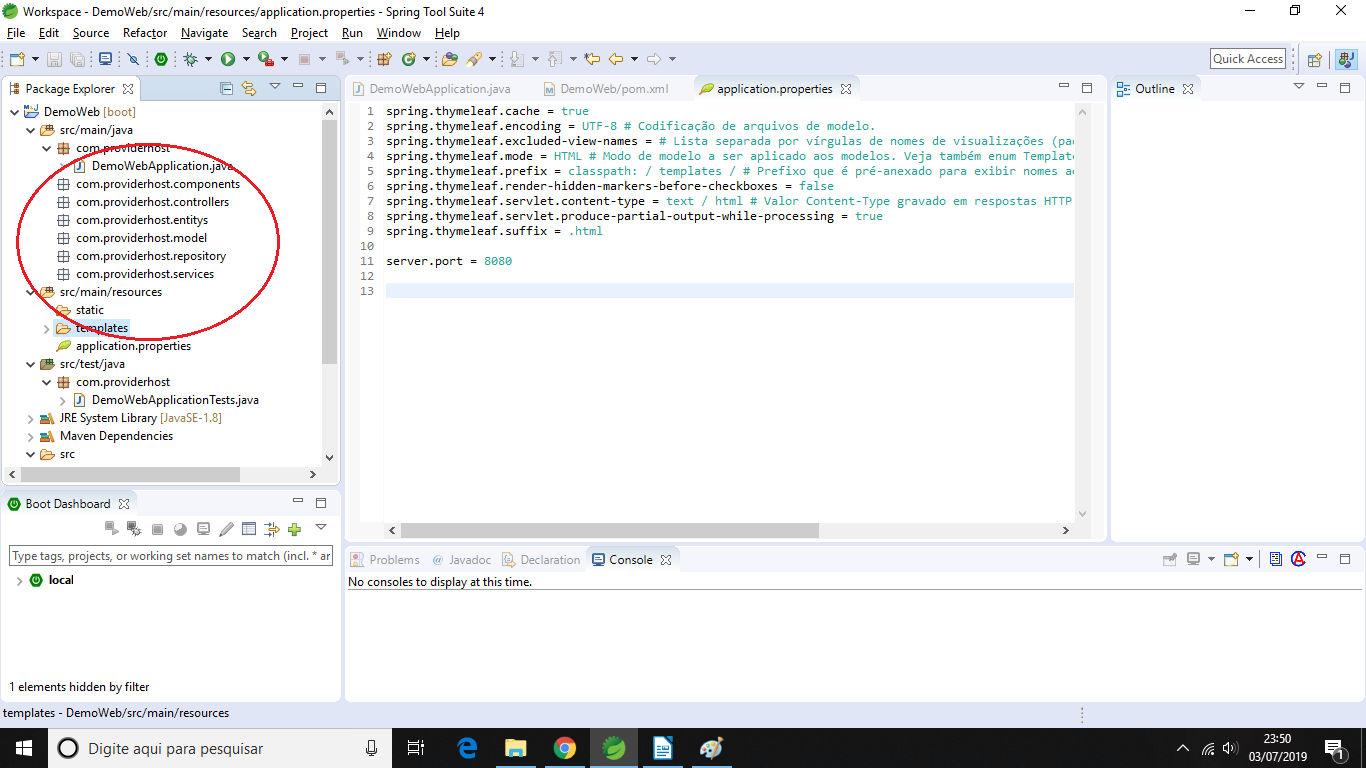 Workspace - DemoWeb/src/main/resources/application.properties - Spring Tool Suite 4
File Edit Source Refactor Navigate Search Project Run Window Help
Quick Access
Package Explorer
DemoWeb [boot]
src/main/java
com.providerhost
DemoWebApplication.java
com.providerhost.components
com.providerhost.controllers
com.providerhost.entitys
com.providerhost.model
com.providerhost.repository
com.providerhost.services
src/main/resources
static
templates
application.properties
src/test/java
com.providerhost
DemoWebApplicationTests.java
JRE System Library [JavaSE-1.8]
Maven Dependencies
src
DemoWebApplication.java DemoWeb/pom.xml application.properties
1 spring.thymeleaf.cache = true
2 spring.thymeleaf.encoding = UTF-8 # Codificação de arquivos de modelo.
3 spring.thymeleaf.excluded-view-names = # Lista separada por vírgulas de nomes de visualizações (pac
4 spring.thymeleaf.mode = HTML # Modo de modelo a ser aplicado aos modelos. Veja também enum Templat
5 spring.thymeleaf.prefix = classpath: / templates / # Prefixo que é pré-anexado para exibir nomes ao
6 spring.thymeleaf.render-hidden-markers-before-checkboxes = false
7 spring.thymeleaf.servlet.content-type = text / html # Valor Content-Type gravado em respostas HTTP
8 spring.thymeleaf.servlet.produce-partial-output-while-processing = true
9 spring.thymeleaf.suffix = .html
10
11 server.port = 8080
12
13
Outline
Boot Dashboard
Type tags, projects, or working set names to match (incl. * ar
local
1 elements hidden by filter
Problems @ Javadoc Declaration Console
No consoles to display at this time.
templates - DemoWeb/src/main/resources
Digite aqui para pesquisar
23:50
03/07/2019
1